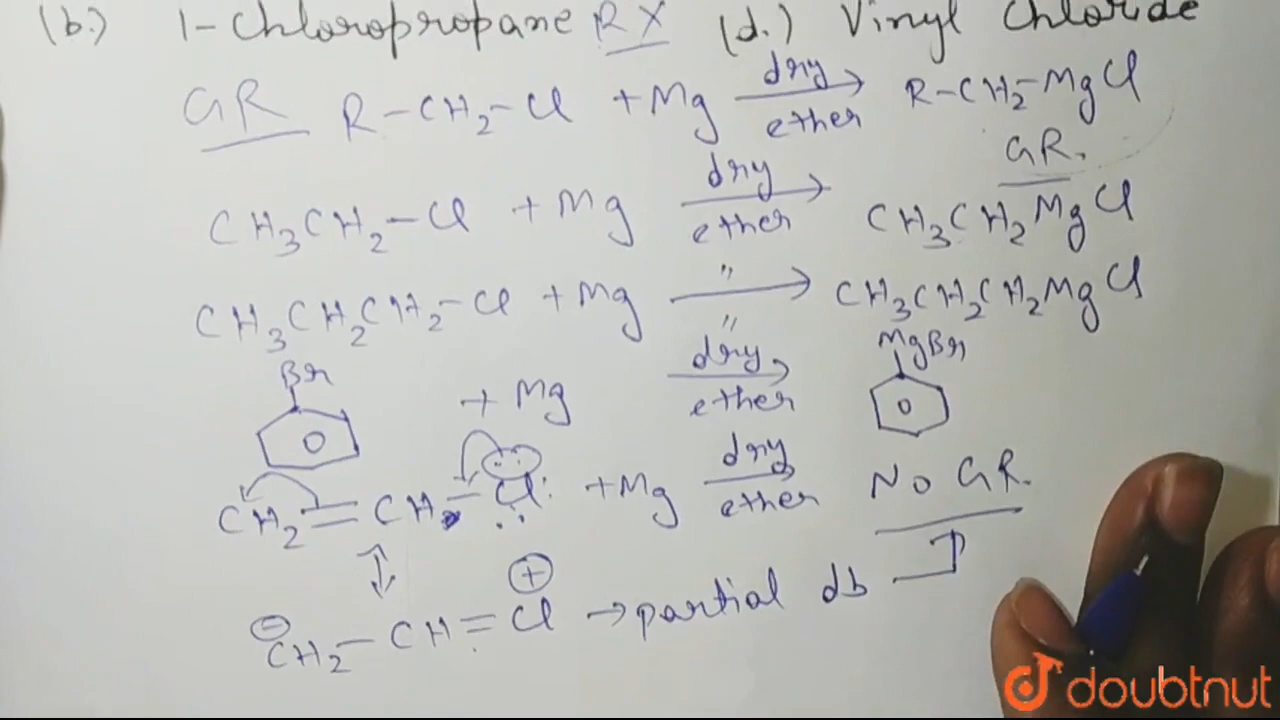 (b.) 1-Chloropropane RX (d.) Vinyl Chloride
GR R-CH2-Cl + Mg dry ether R-CH2-MgCl
GR.
CH3CH2-Cl + Mg dry ether CH3CH2MgCl
CH3CH2CH2-Cl + Mg " " CH3CH2CH2MgCl
Br + Mg dry ether MgBr
CH2=CH-Cl: + Mg dry ether No GR.
⊖ ⊕
CH2-CH=Cl → partial db
doubtnut